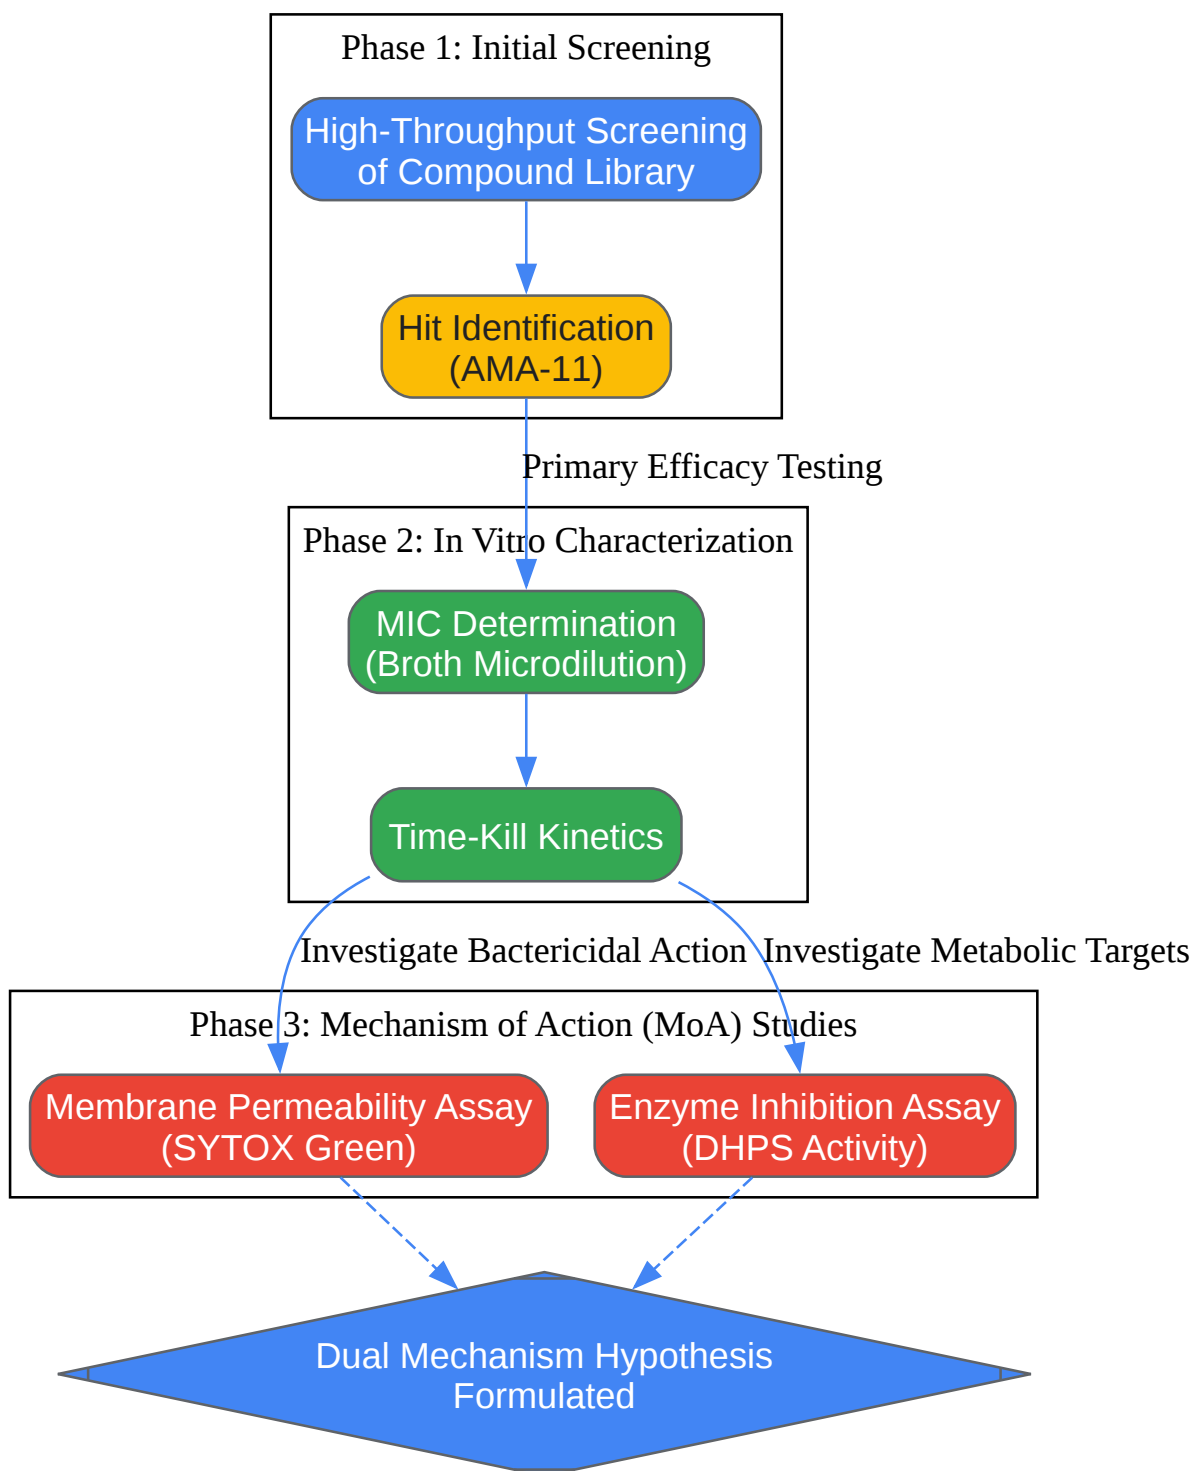 Phase 1: Initial Screening
High-Throughput Screening
of Compound Library
Hit Identification
(AMA-11)
Primary Efficacy Testing
Phase 2: In Vitro Characterization
MIC Determination
(Broth Microdilution)
Time-Kill Kinetics
Investigate Bactericidal Action
Investigate Metabolic Targets
Phase 3: Mechanism of Action (MoA) Studies
Membrane Permeability Assay
(SYTOX Green)
Enzyme Inhibition Assay
(DHPS Activity)
Dual Mechanism Hypothesis
Formulated